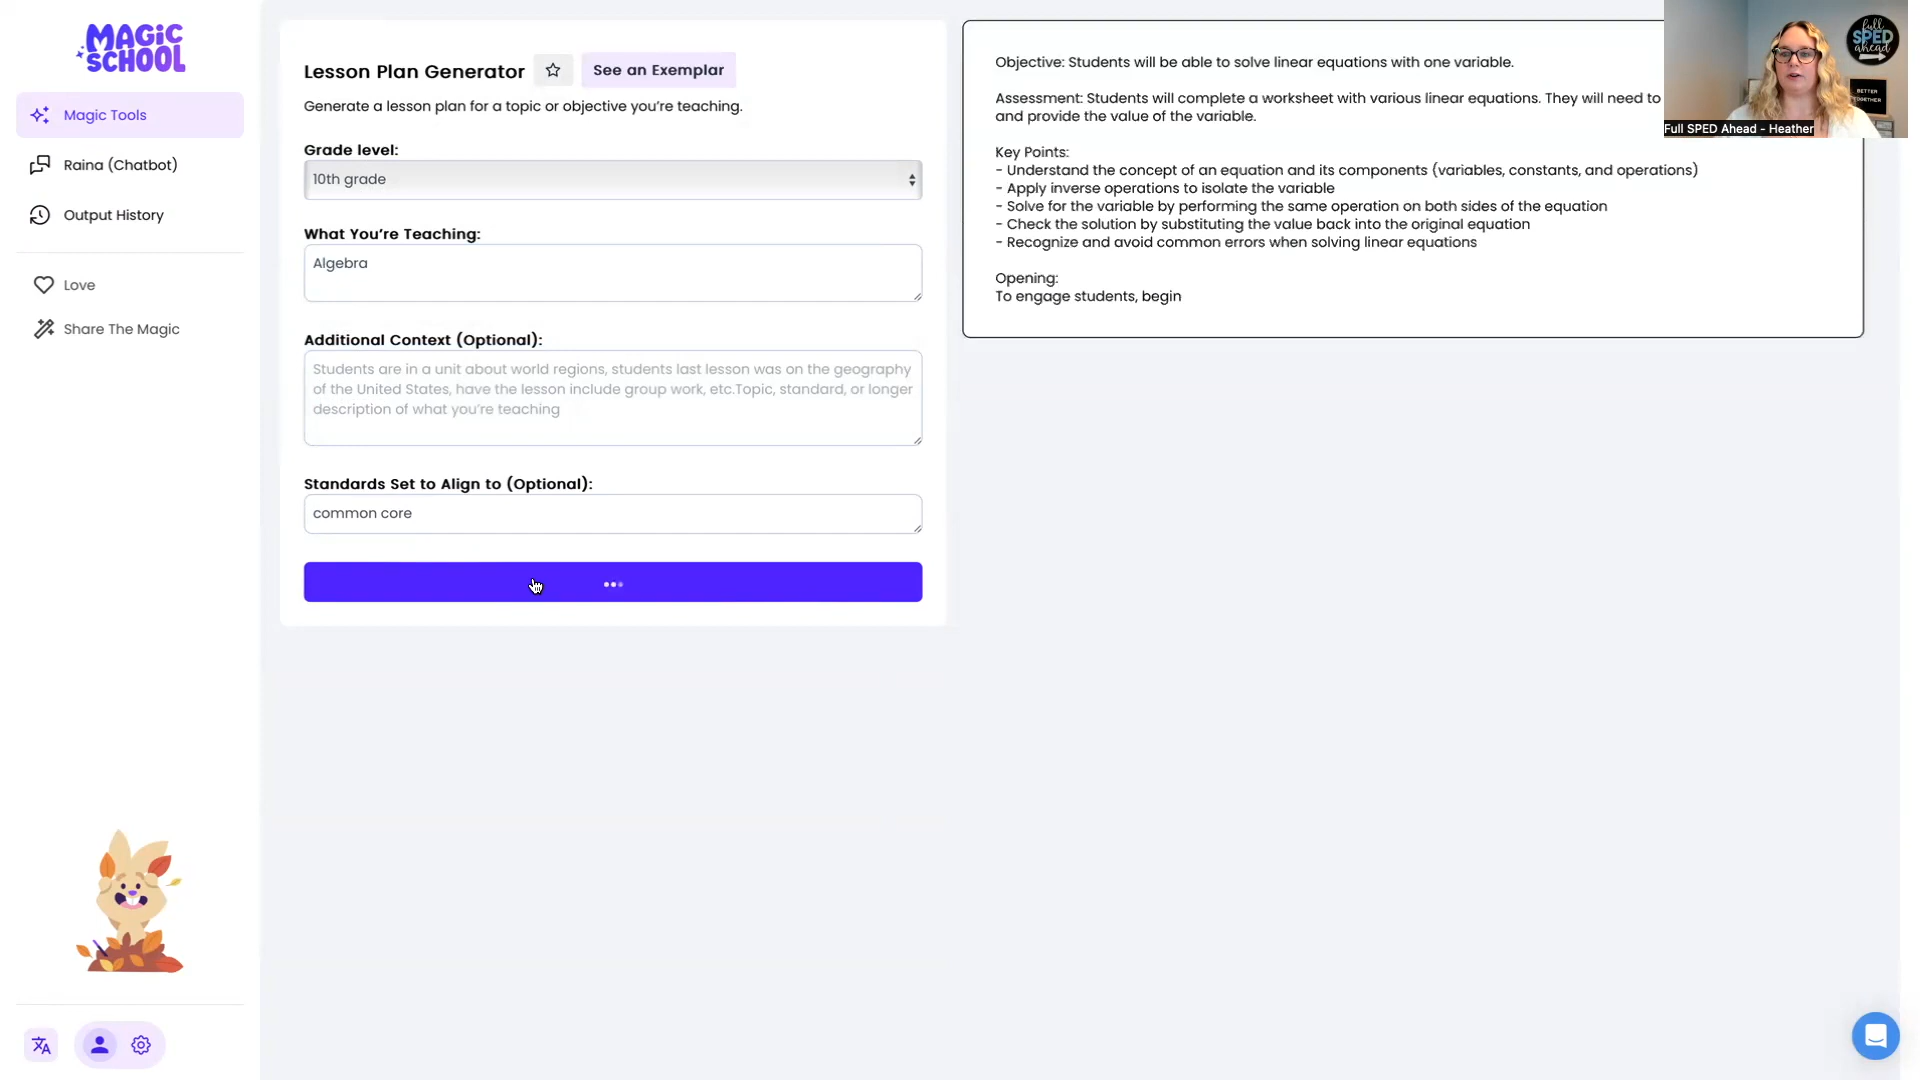 MAGiC
SCHOOL
Magic Tools
Raina (Chatbot)
Output History
Love
Share The Magic
Lesson Plan Generator
See an Exemplar
Generate a lesson plan for a topic or objective you're teaching.
Grade level:
10th grade
What You're Teaching:
Algebra
Additional Context (Optional):
Students are in a unit about world regions, students last lesson was on the geography
of the United States, have the lesson include group work, etc.Topic, standard, or longer
description of what you're teaching
Standards Set to Align to (Optional):
common core
Objective: Students will be able to solve linear equations with one variable.
Assessment: Students will complete a worksheet with various linear equations. They will need to
and provide the value of the variable.
Key Points:
- Understand the concept of an equation and its components (variables, constants, and operations)
- Apply inverse operations to isolate the variable
- Solve for the variable by performing the same operation on both sides of the equation
- Check the solution by substituting the value back into the original equation
- Recognize and avoid common errors when solving linear equations
Opening:
To engage students, begin
full
SPED
ahead
BETTER
TOGETHER
Full SPED Ahead - Heather